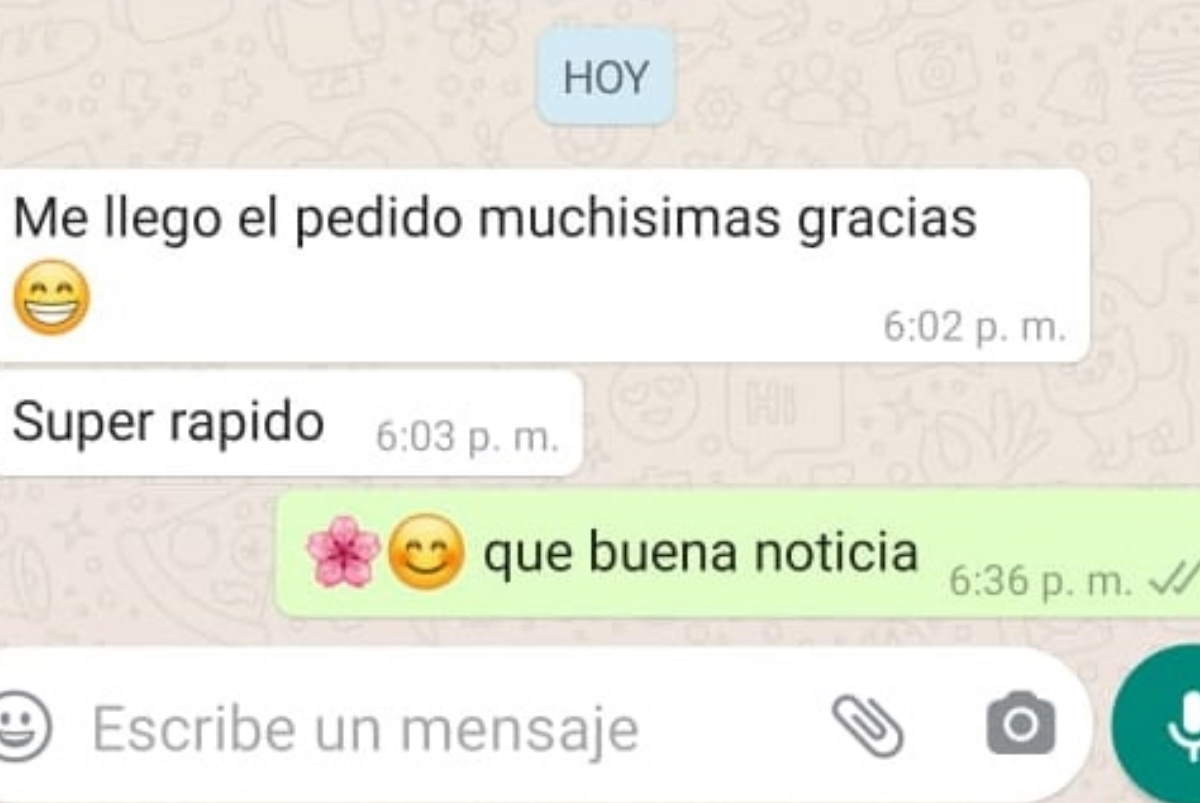 HOY
Me llego el pedido muchisimas gracias
😁
6:02 p. m.
Super rapido 6:03 p. m.
🌸😊 que buena noticia 6:36 p. m.
Escribe un mensaje